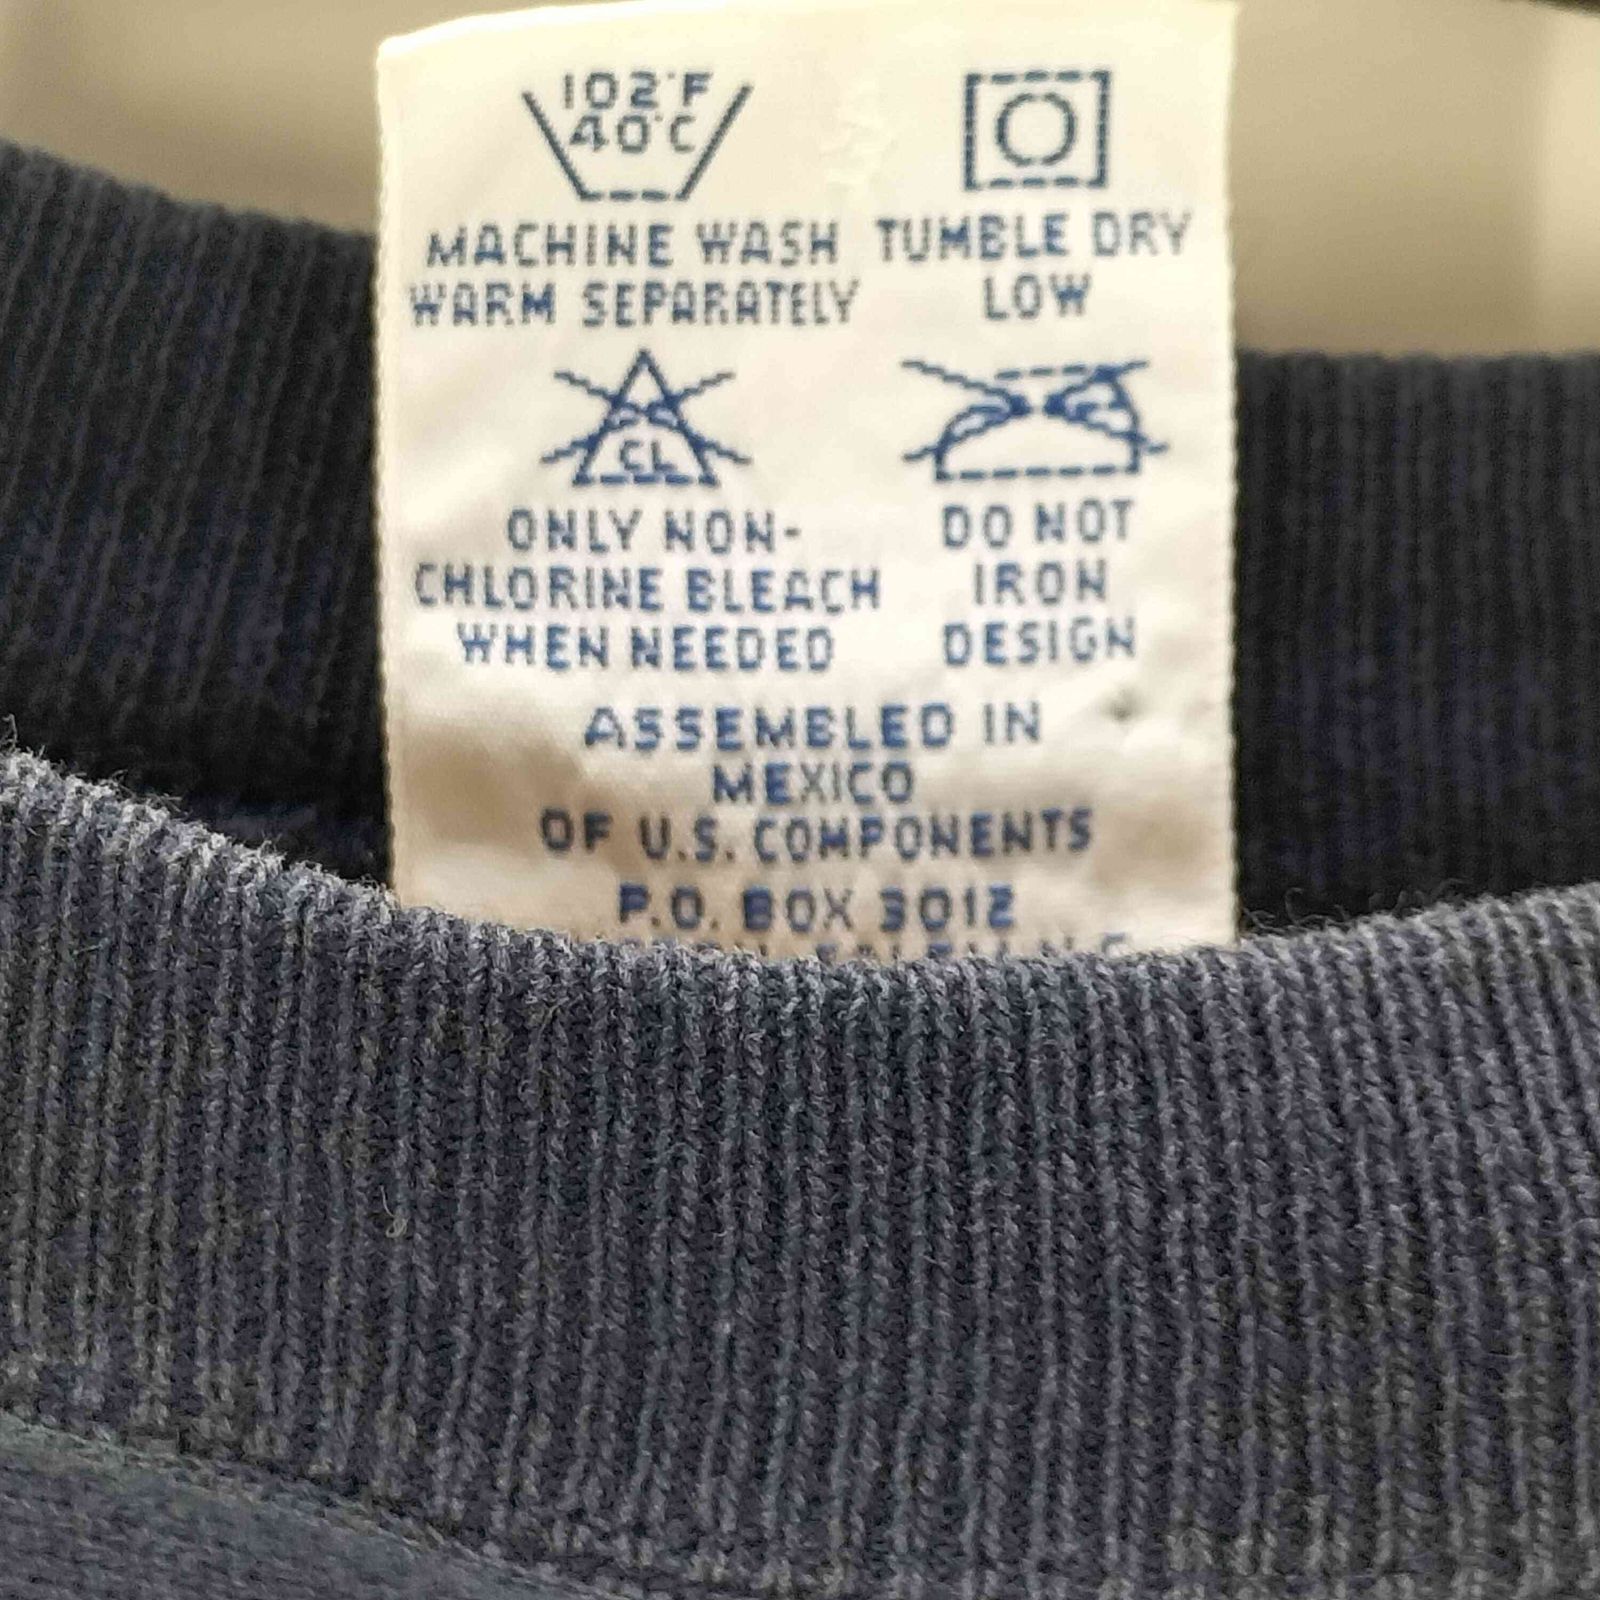 102°F
40°C
MACHINE WASH
WARM SEPARATELY
TUMBLE DRY
LOW
CL
ONLY NON-
CHLORINE BLEACH
WHEN NEEDED
DO NOT
IRON
DESIGN
ASSEMBLED IN
MEXICO
OF U.S. COMPONENTS
P.O. BOX 3012